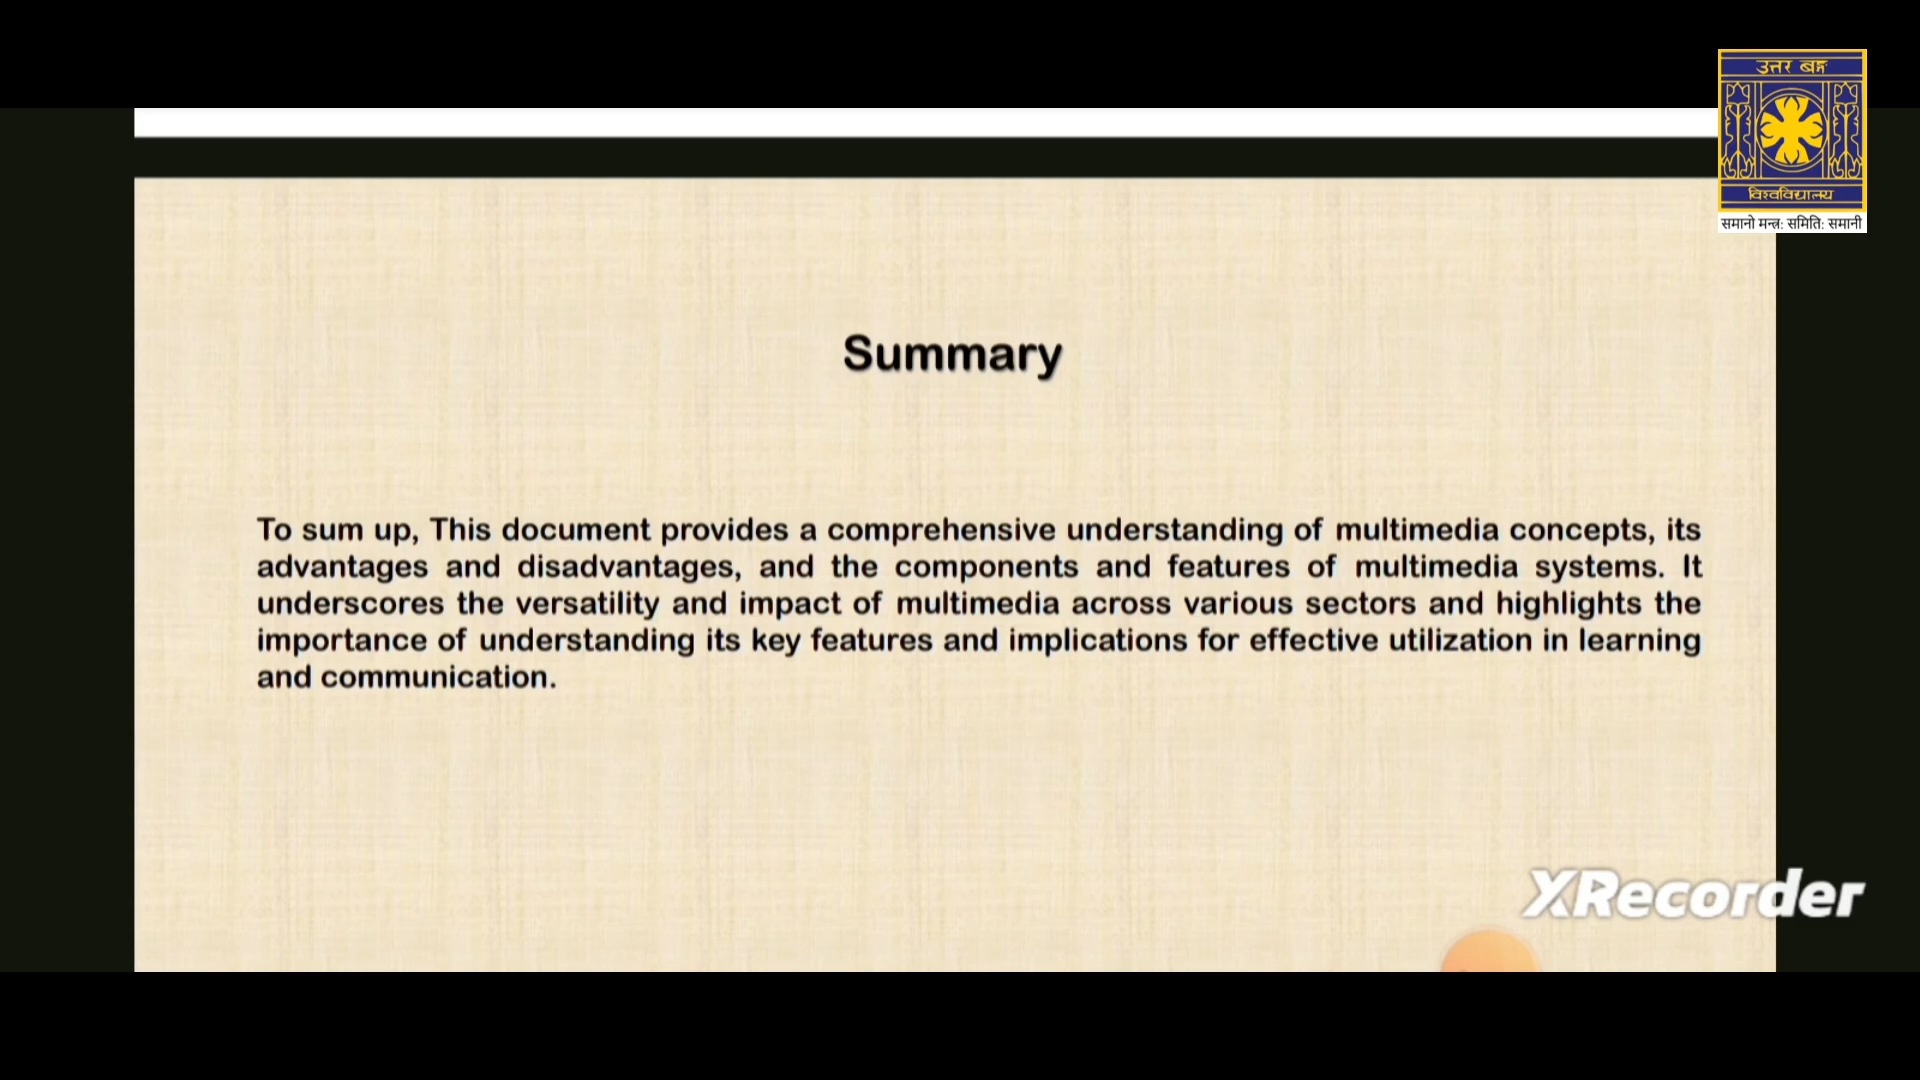 उत्तर बङ्ग
विश्वविद्यालय
समानो मन्त्र: समिति: समानी
Summary
To sum up, This document provides a comprehensive understanding of multimedia concepts, its
advantages and disadvantages, and the components and features of multimedia systems. It
underscores the versatility and impact of multimedia across various sectors and highlights the
importance of understanding its key features and implications for effective utilization in learning
and communication.
XRecorder